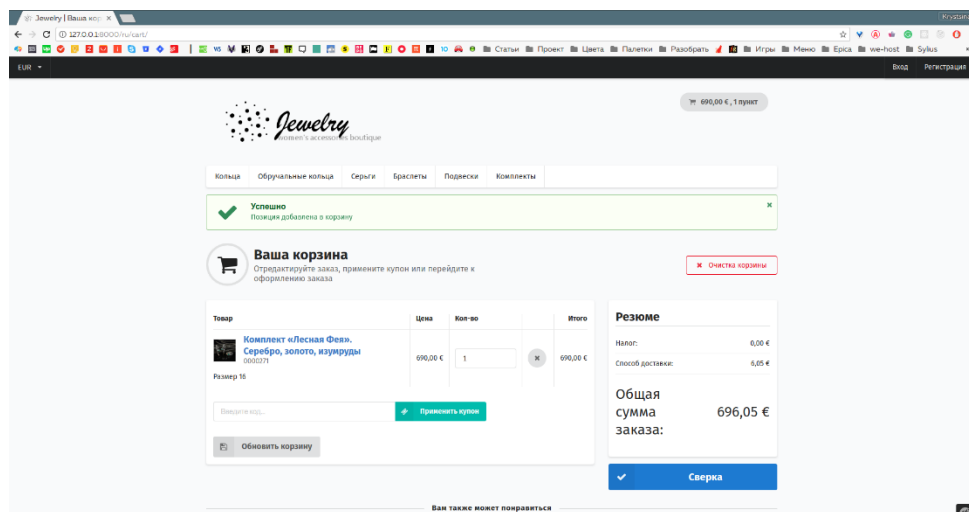 Jewelry | Ваша кор
Krystsina
127.0.0.1:8000/ru/cart/
Статьи Проект Цвета Палетки Разобрать Игры Меню Epica we-host Sylius
EUR Вход Регистрация
690,00 € , 1 пункт
Jewelry
women's accessories boutique
Кольца Обручальные кольца Серьги Браслеты Подвески Комплекты
Успешно
Позиция добавлена в корзину
Ваша корзина
Отредактируйте заказ, примените купон или перейдите к
оформлению заказа
Очистка корзины
Товар Цена Кол-во Итого
Комплект «Лесная Фея».
Серебро, золото, изумруды
0000271
690,00 € 1 690,00 €
Размер 16
Введите код...
Применить купон
Обновить корзину
Резюме
Налог: 0,00 €
Способ доставки: 6,05 €
Общая
сумма 696,05 €
заказа:
Сверка
Вам также может понравиться